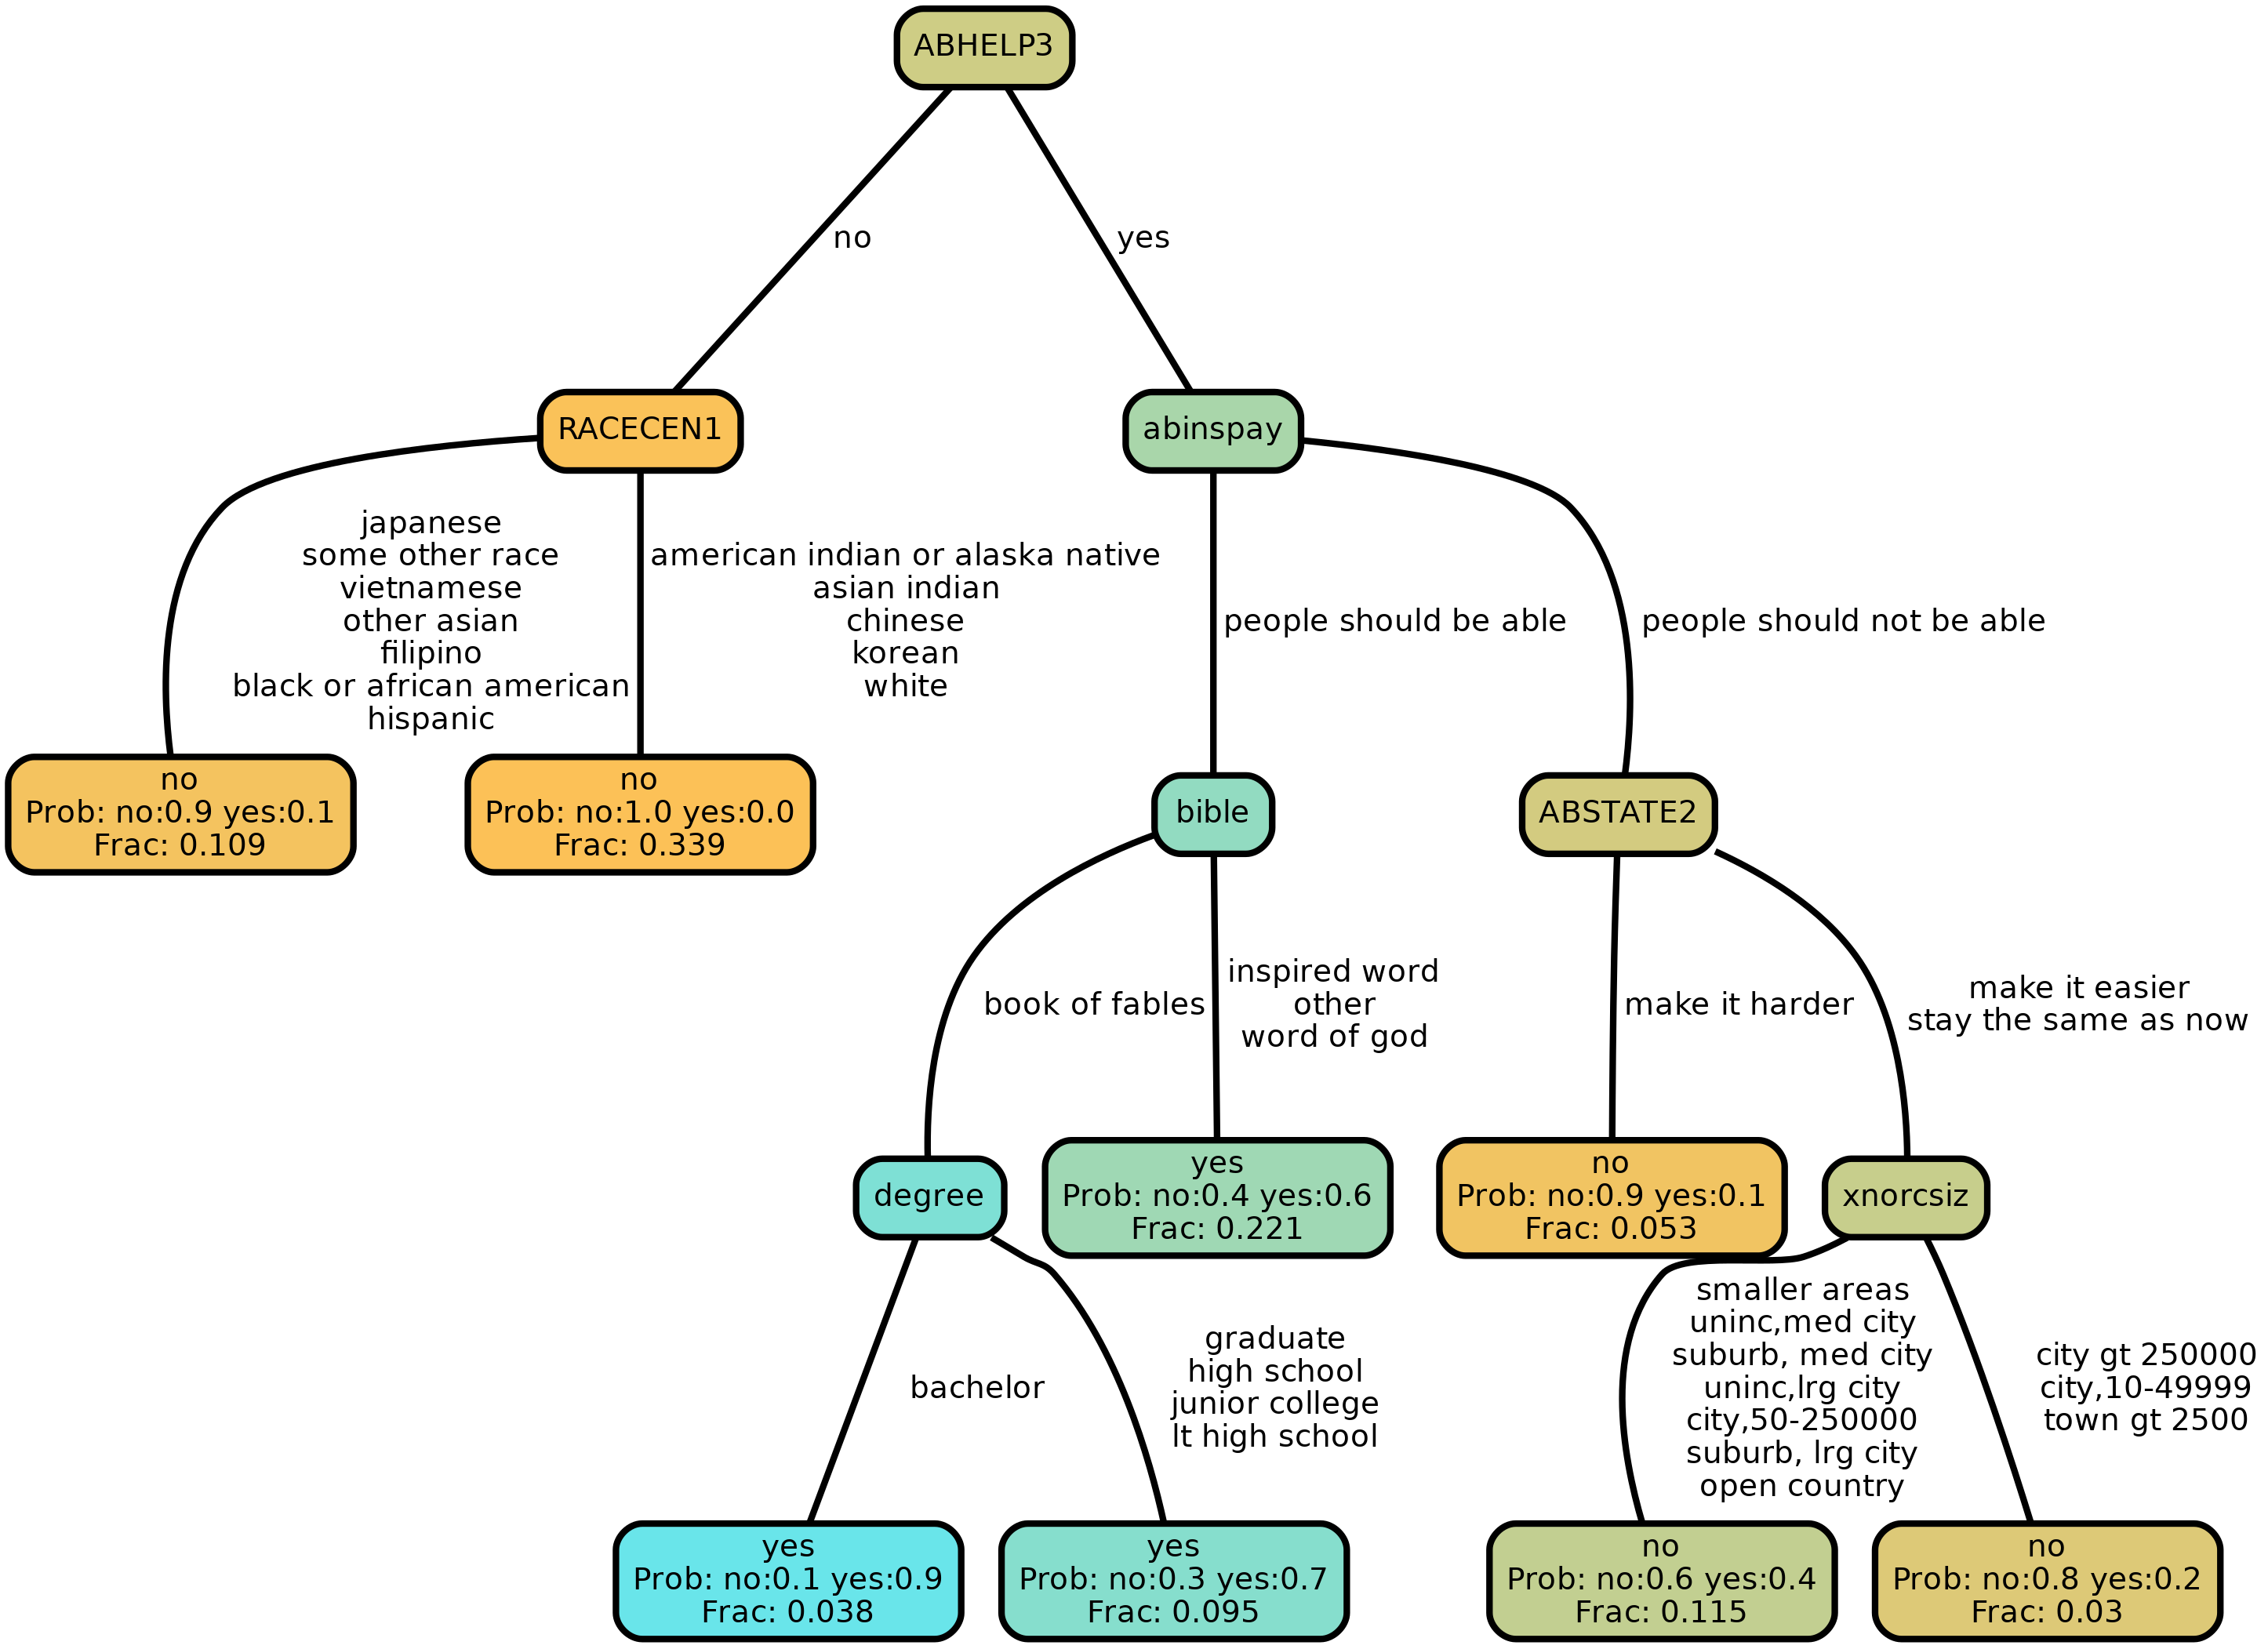 ABHELP3
no
yes
RACECEN1
abinspay
japanese
some other race
vietnamese
other asian
filipino
black or african american
hispanic
american indian or alaska native
asian indian
chinese
korean
white
people should be able
people should not be able
no
Prob: no:0.9 yes:0.1
Frac: 0.109
no
Prob: no:1.0 yes:0.0
Frac: 0.339
bible
ABSTATE2
book of fables
inspired word
other
word of god
make it harder
make it easier
stay the same as now
degree
yes
Prob: no:0.4 yes:0.6
Frac: 0.221
no
Prob: no:0.9 yes:0.1
Frac: 0.053
xnorcsiz
bachelor
graduate
high school
junior college
lt high school
smaller areas
uninc,med city
suburb, med city
uninc,lrg city
city,50-250000
suburb, lrg city
open country
city gt 250000
city,10-49999
town gt 2500
yes
Prob: no:0.1 yes:0.9
Frac: 0.038
yes
Prob: no:0.3 yes:0.7
Frac: 0.095
no
Prob: no:0.6 yes:0.4
Frac: 0.115
no
Prob: no:0.8 yes:0.2
Frac: 0.03